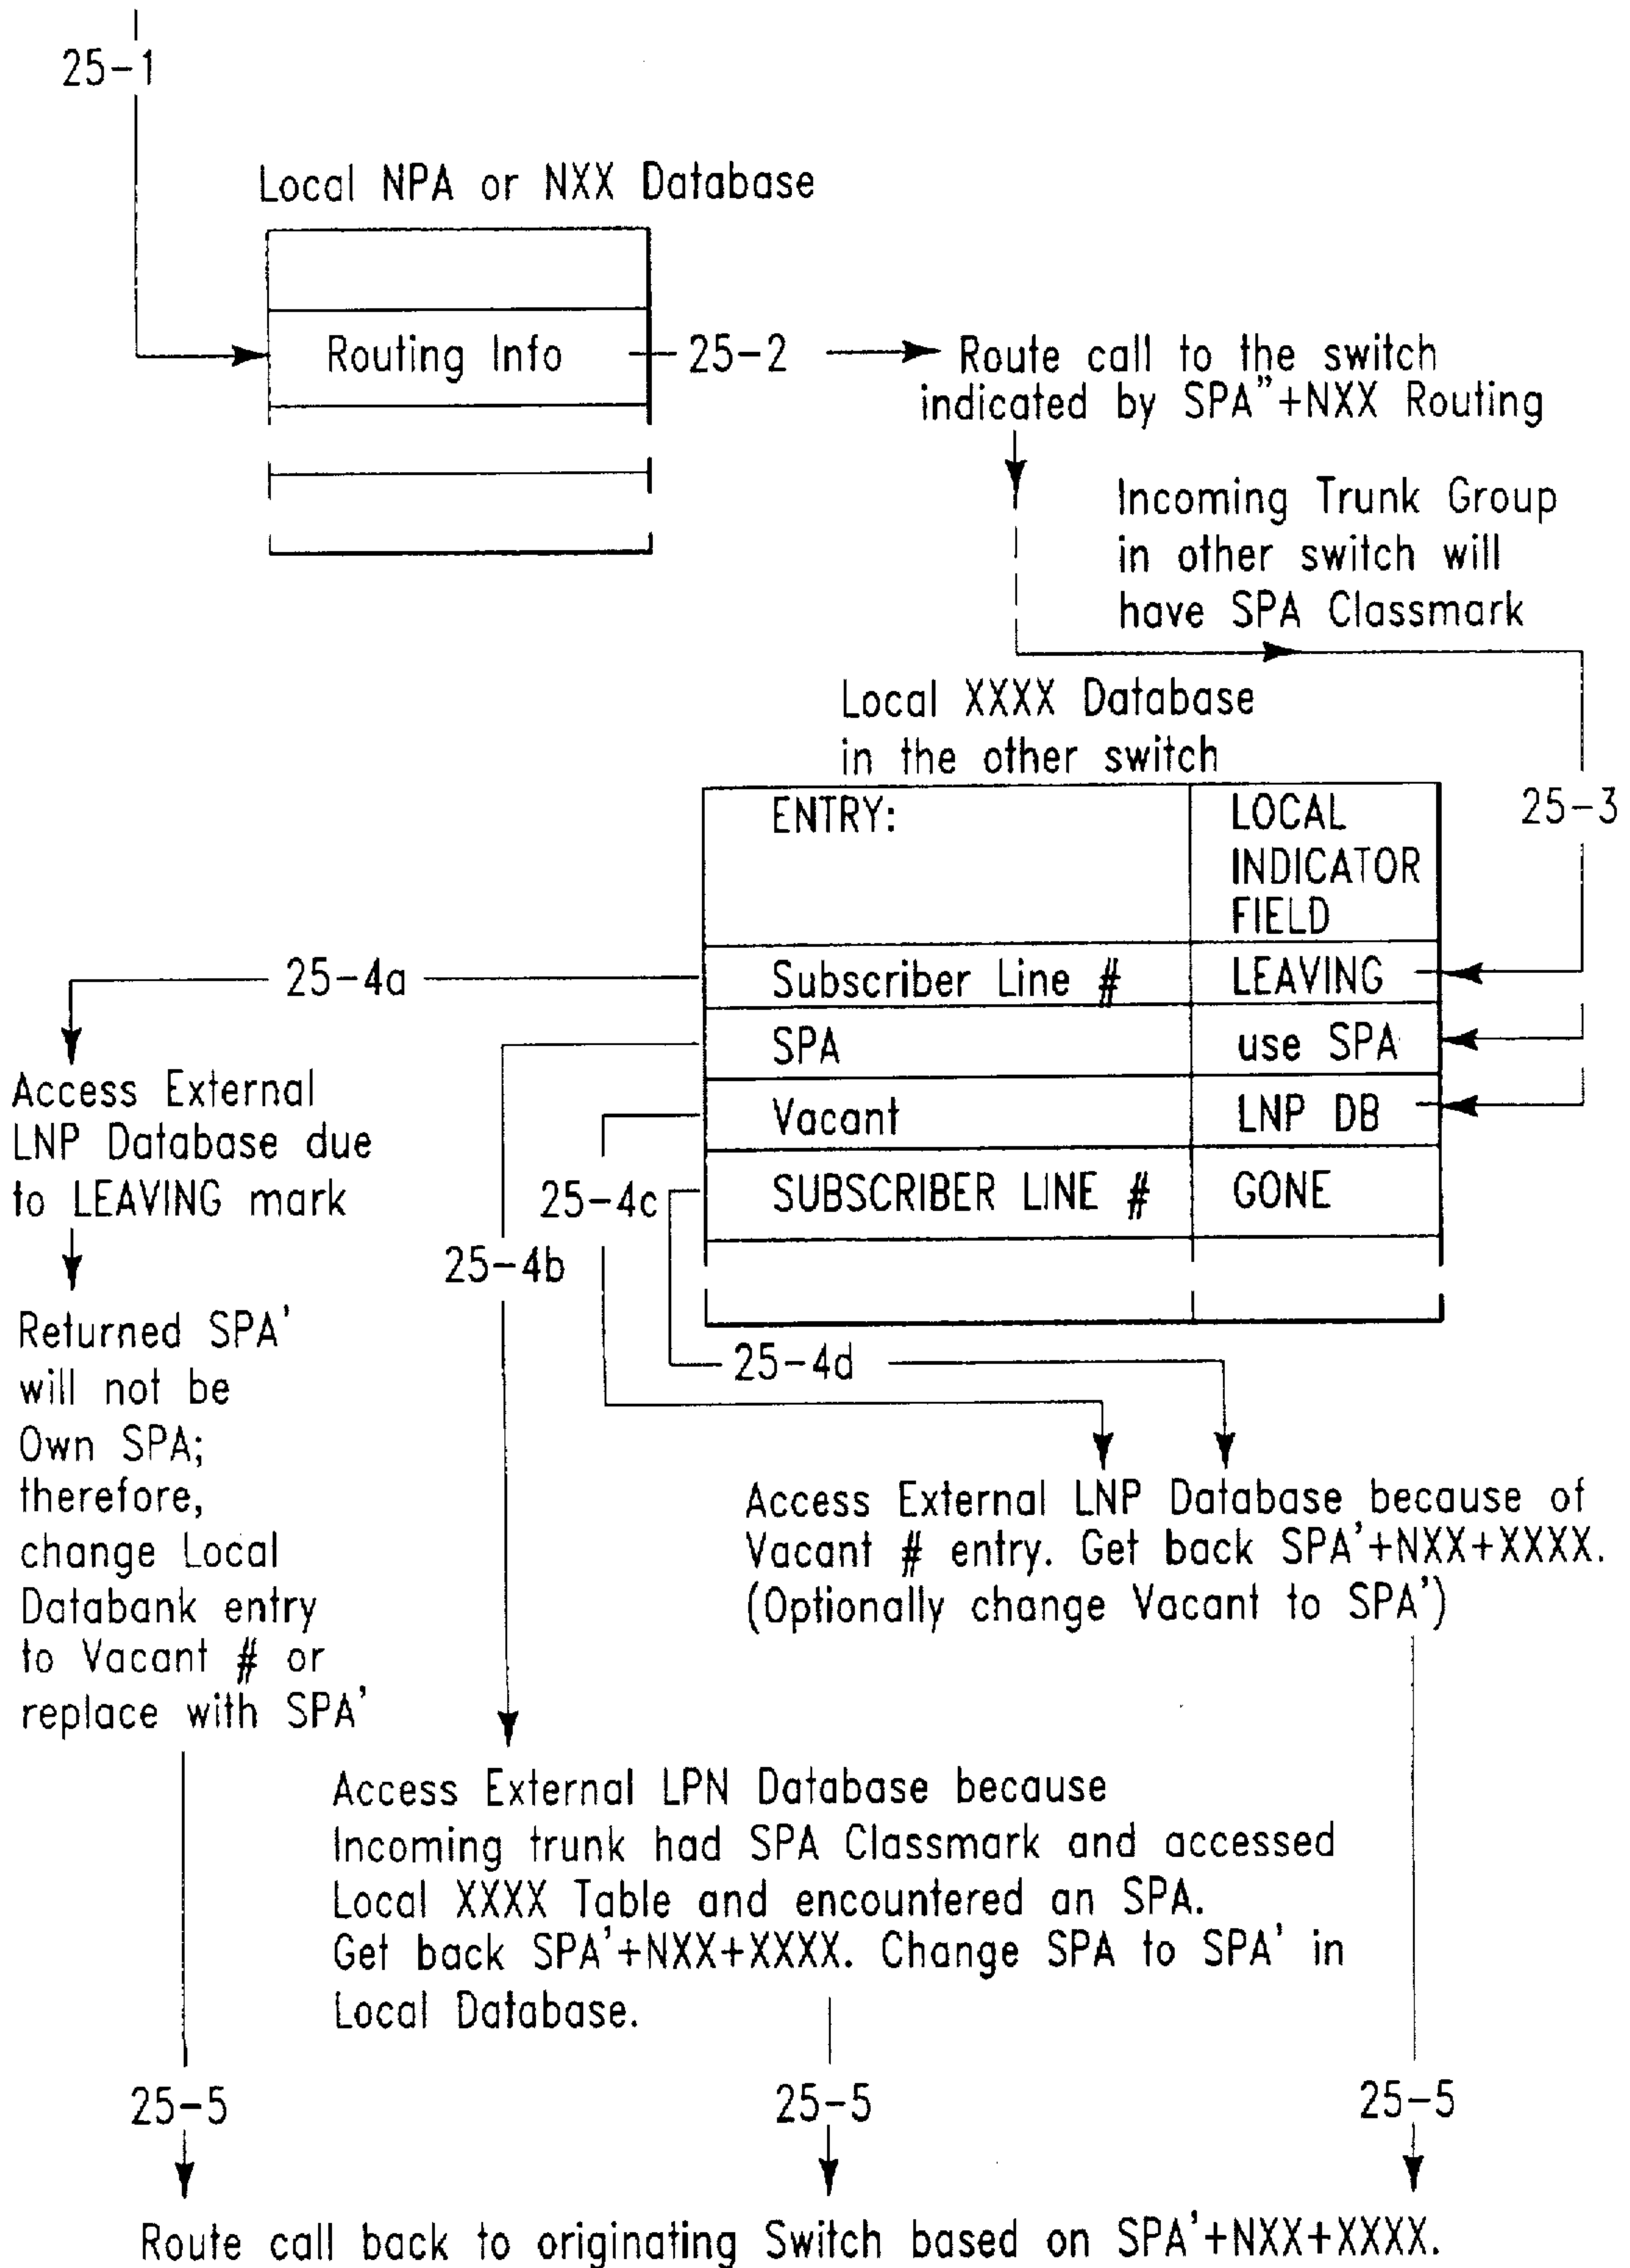 25-1
Local NPA or NXX Database
Routing Info
25-2
Route call to the switch
indicated by SPA"+NXX Routing
Incoming Trunk Group
in other switch will
have SPA Classmark
Local XXXX Database
in the other switch
25-3
ENTRY:
LOCAL
INDICATOR
FIELD
Subscriber Line #
LEAVING
SPA
use SPA
Vacant
LNP DB
SUBSCRIBER LINE #
GONE
25-4a
25-4c
25-4b
25-4d
Access External
LNP Database due
to LEAVING mark
Returned SPA'
will not be
Own SPA;
therefore,
change Local
Databank entry
to Vacant # or
replace with SPA'
Access External LNP Database because of
Vacant # entry. Get back SPA'+NXX+XXXX.
(Optionally change Vacant to SPA')
Access External LPN Database because
Incoming trunk had SPA Classmark and accessed
Local XXXX Table and encountered an SPA.
Get back SPA'+NXX+XXXX. Change SPA to SPA' in
Local Database.
25-5
25-5
25-5
Route call back to originating Switch based on SPA'+NXX+XXXX.